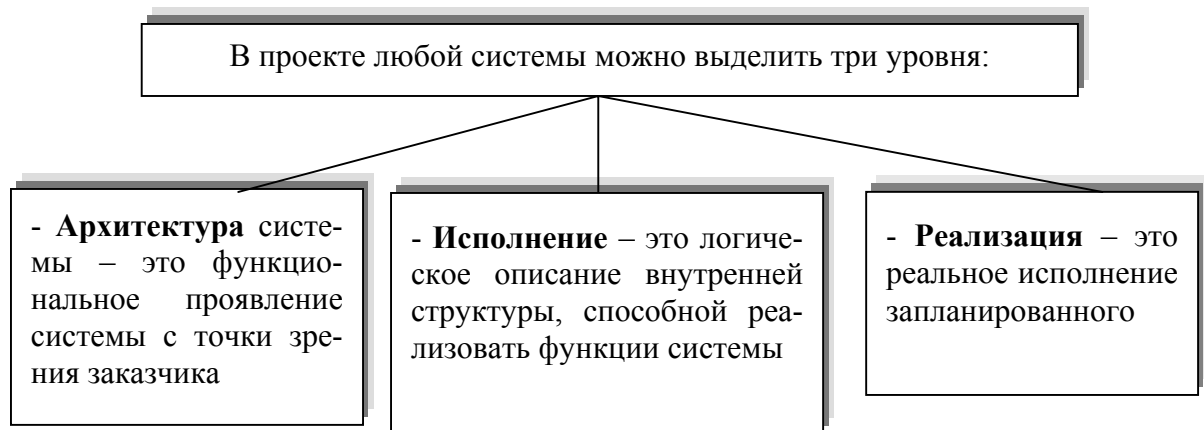 В проекте любой системы можно выделить три уровня:
- Архитектура систе-
мы – это функцио-
нальное проявление
системы с точки зре-
ния заказчика
- Исполнение – это логиче-
ское описание внутренней
структуры, способной реа-
лизовать функции системы
- Реализация – это
реальное исполнение
запланированного